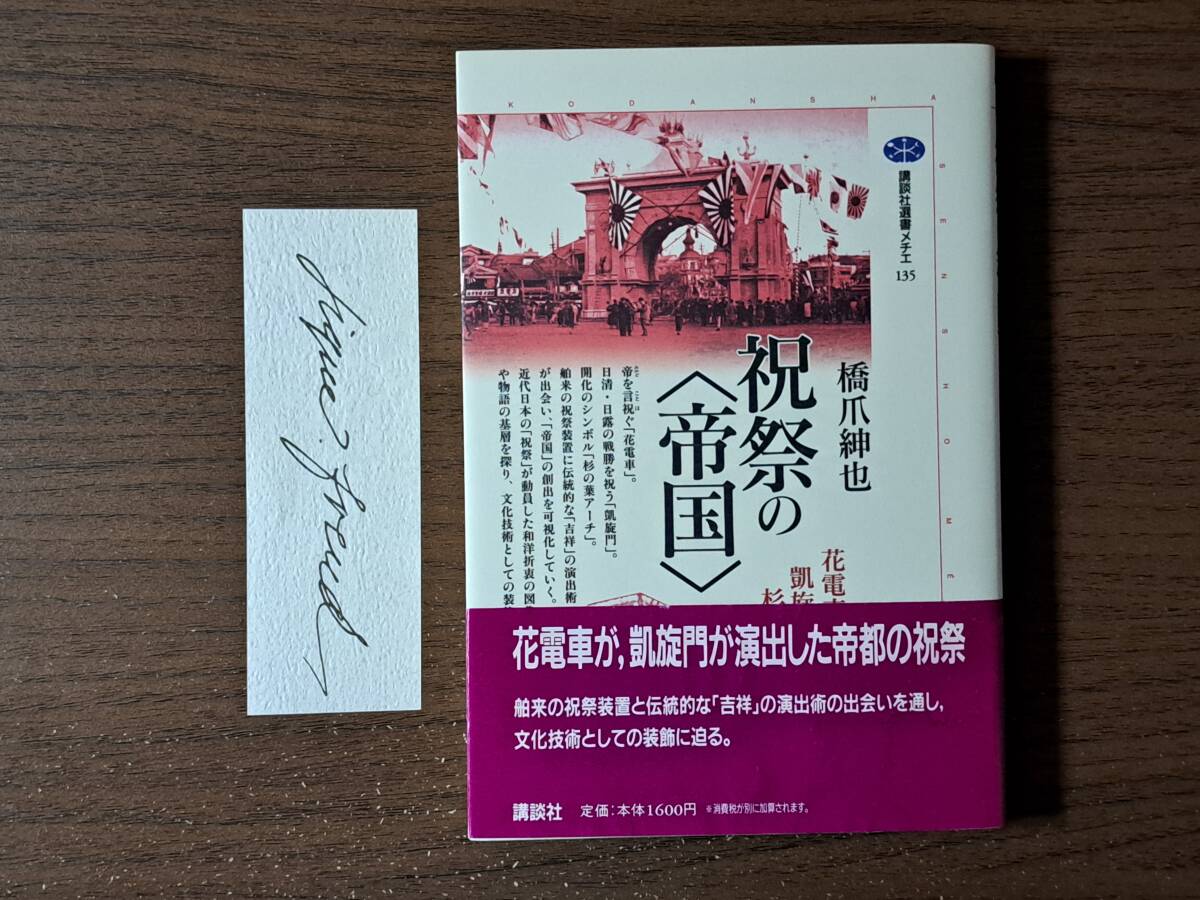 Sigmund Freud
KODANSHA
SENSHO ME
講談社選書メチエ
135
橋爪紳也
祝祭の
〈帝国〉
花電車
凱旋
杉
帝を言祝ぐ「花電車」。
日清・日露の戦勝を祝う「凱旋門」。
開化のシンボル「杉の葉アーチ」。
舶来の祝祭装置に伝統的な「吉祥」の演出術
が出会い、「帝国」の創出を可視化していく。
近代日本の「祝祭」が動員した和洋折衷の図像
や物語の基層を探り、文化技術としての装飾
花電車が,凱旋門が演出した帝都の祝祭
舶来の祝祭装置と伝統的な「吉祥」の演出術の出会いを通し,
文化技術としての装飾に迫る。
講談社 定価:本体1600円 ※消費税が別に加算されます。